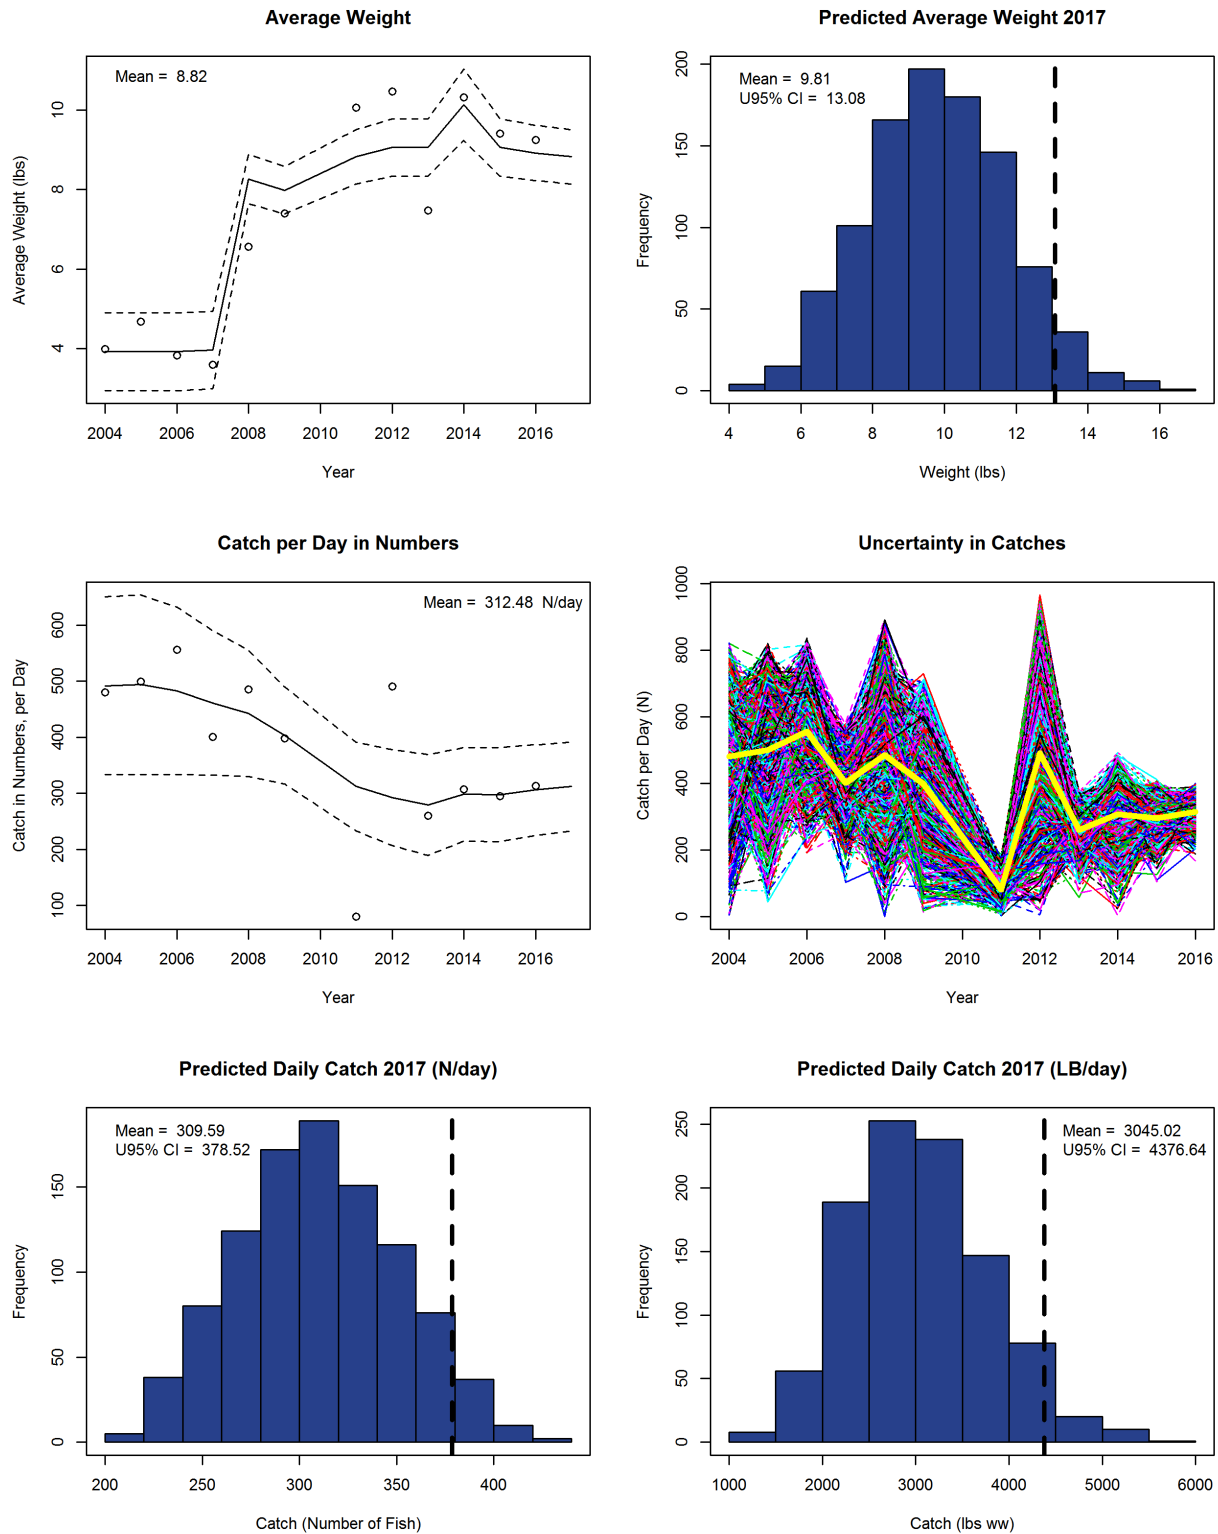 Average Weight
Mean = 8.82
Average Weight (lbs)
4
6
8
10
2004 2006 2008 2010 2012 2014 2016
Year
Predicted Average Weight 2017
Mean = 9.81
U95% CI = 13.08
Frequency
0
50
100
150
200
4 6 8 10 12 14 16
Weight (lbs)
Catch per Day in Numbers
Mean = 312.48 N/day
Catch in Numbers, per Day
100
200
300
400
500
600
2004 2006 2008 2010 2012 2014 2016
Year
Uncertainty in Catches
Catch per Day (N)
0
200
400
600
800
1000
2004 2006 2008 2010 2012 2014 2016
Year
Predicted Daily Catch 2017 (N/day)
Mean = 309.59
U95% CI = 378.52
Frequency
0
50
100
150
200 250 300 350 400
Catch (Number of Fish)
Predicted Daily Catch 2017 (LB/day)
Mean = 3045.02
U95% CI = 4376.64
Frequency
0
50
100
150
200
250
1000 2000 3000 4000 5000 6000
Catch (lbs ww)